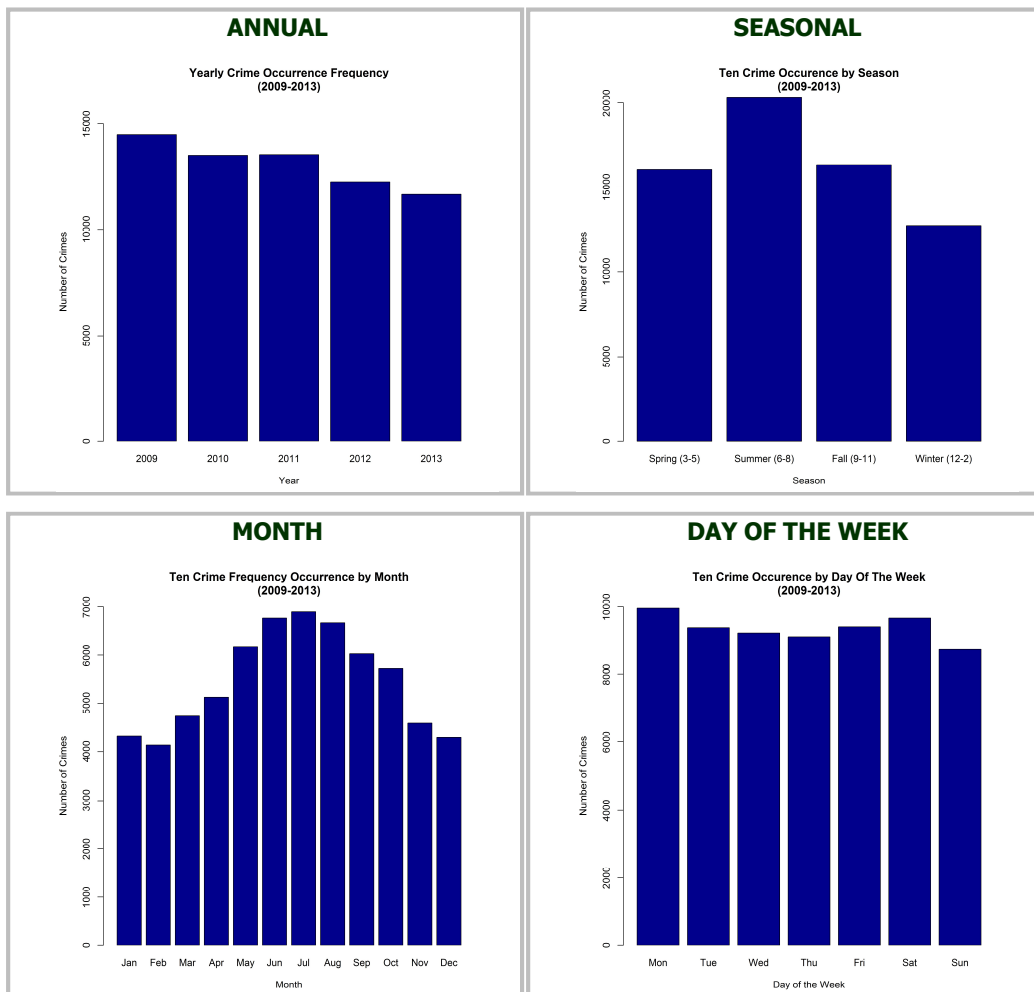 ANNUAL
Yearly Crime Occurrence Frequency
(2009-2013)
Number of Crimes
15000
10000
5000
0
2009 2010 2011 2012 2013
Year
SEASONAL
Ten Crime Occurence by Season
(2009-2013)
Number of Crimes
20000
15000
10000
5000
0
Spring (3-5) Summer (6-8) Fall (9-11) Winter (12-2)
Season
MONTH
Ten Crime Frequency Occurrence by Month
(2009-2013)
Number of Crimes
7000
6000
5000
4000
3000
2000
1000
0
Jan Feb Mar Apr May Jun Jul Aug Sep Oct Nov Dec
Month
DAY OF THE WEEK
Ten Crime Occurence by Day Of The Week
(2009-2013)
Number of Crimes
10000
8000
6000
4000
2000
0
Mon Tue Wed Thu Fri Sat Sun
Day of the Week